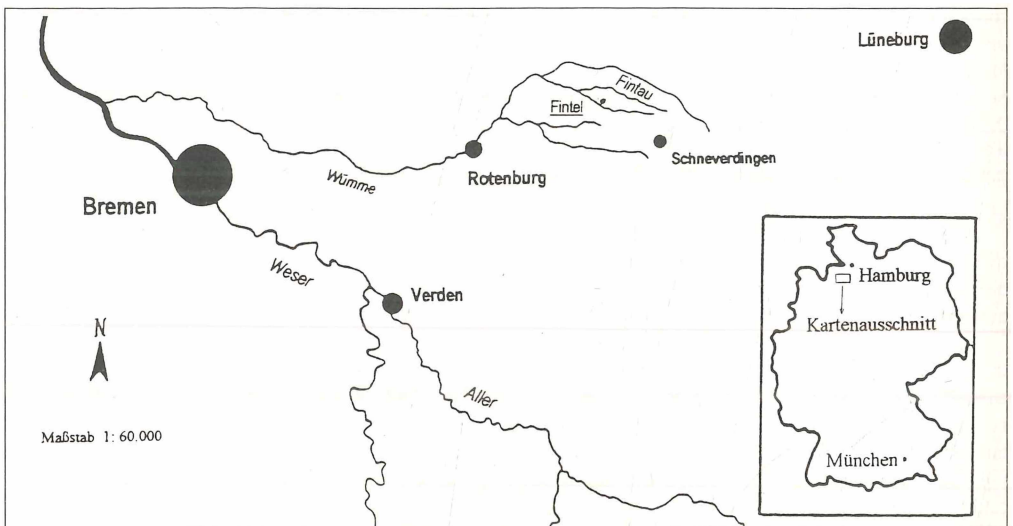 Lüneburg
Fintau
Fintel
Schneverdingen
Rotenburg
Wümme
Bremen
Weser
Verden
Aller
N
Maßstab 1: 60.000
Hamburg
Kartenausschnitt
München